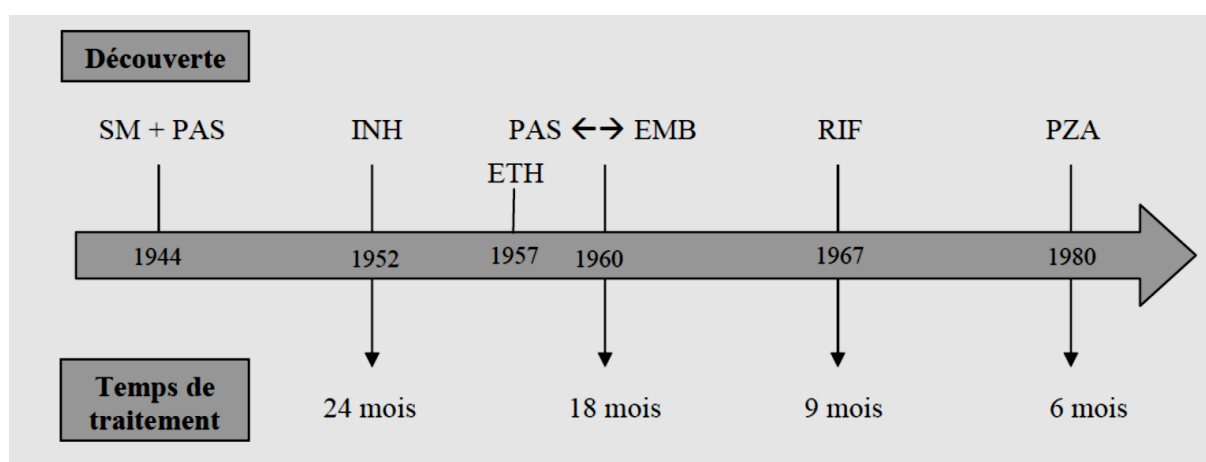 Découverte
SM + PAS INH PAS ←→ EMB RIF PZA
ETH
1944 1952 1957 1960 1967 1980
Temps de
traitement
24 mois 18 mois 9 mois 6 mois